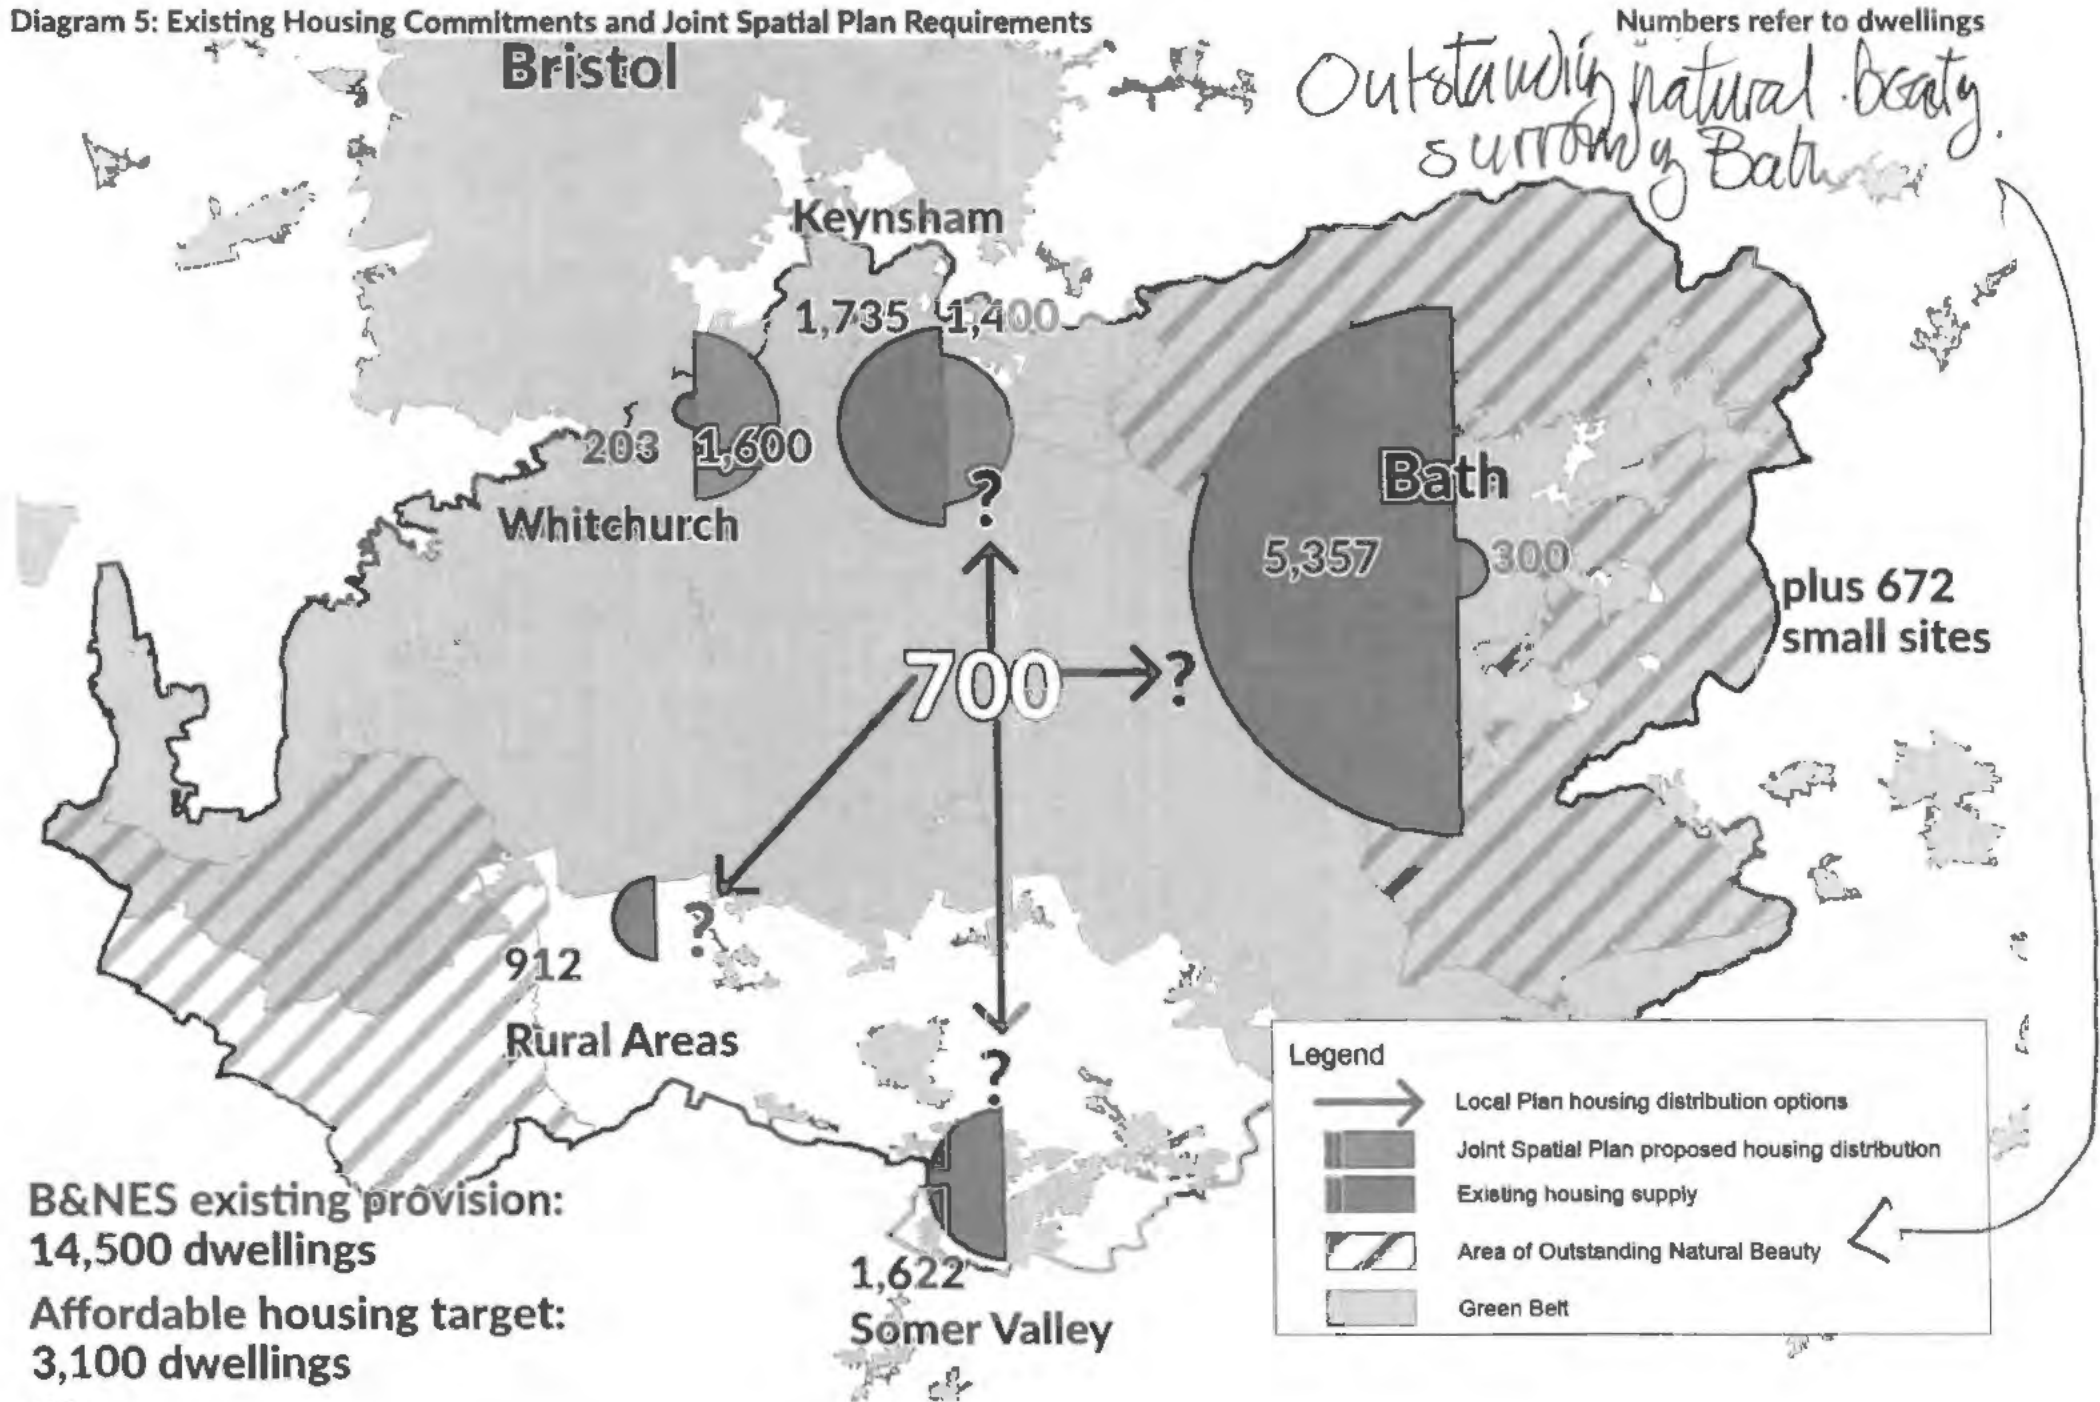 Diagram 5: Existing Housing Commitments and Joint Spatial Plan Requirements
Numbers refer to dwellings
Bristol
Outstanding natural beaty
surrondg Bath
Keynsham
1,735
1,400
203
1,600
Whitchurch
?
Bath
5,357
300
plus 672
small sites
700
?
?
912
Rural Areas
?
1,622
Somer Valley
B&NES existing provision:
14,500 dwellings
Affordable housing target:
3,100 dwellings
Legend
Local Plan housing distribution options
Joint Spatial Plan proposed housing distribution
Existing housing supply
Area of Outstanding Natural Beauty
Green Belt